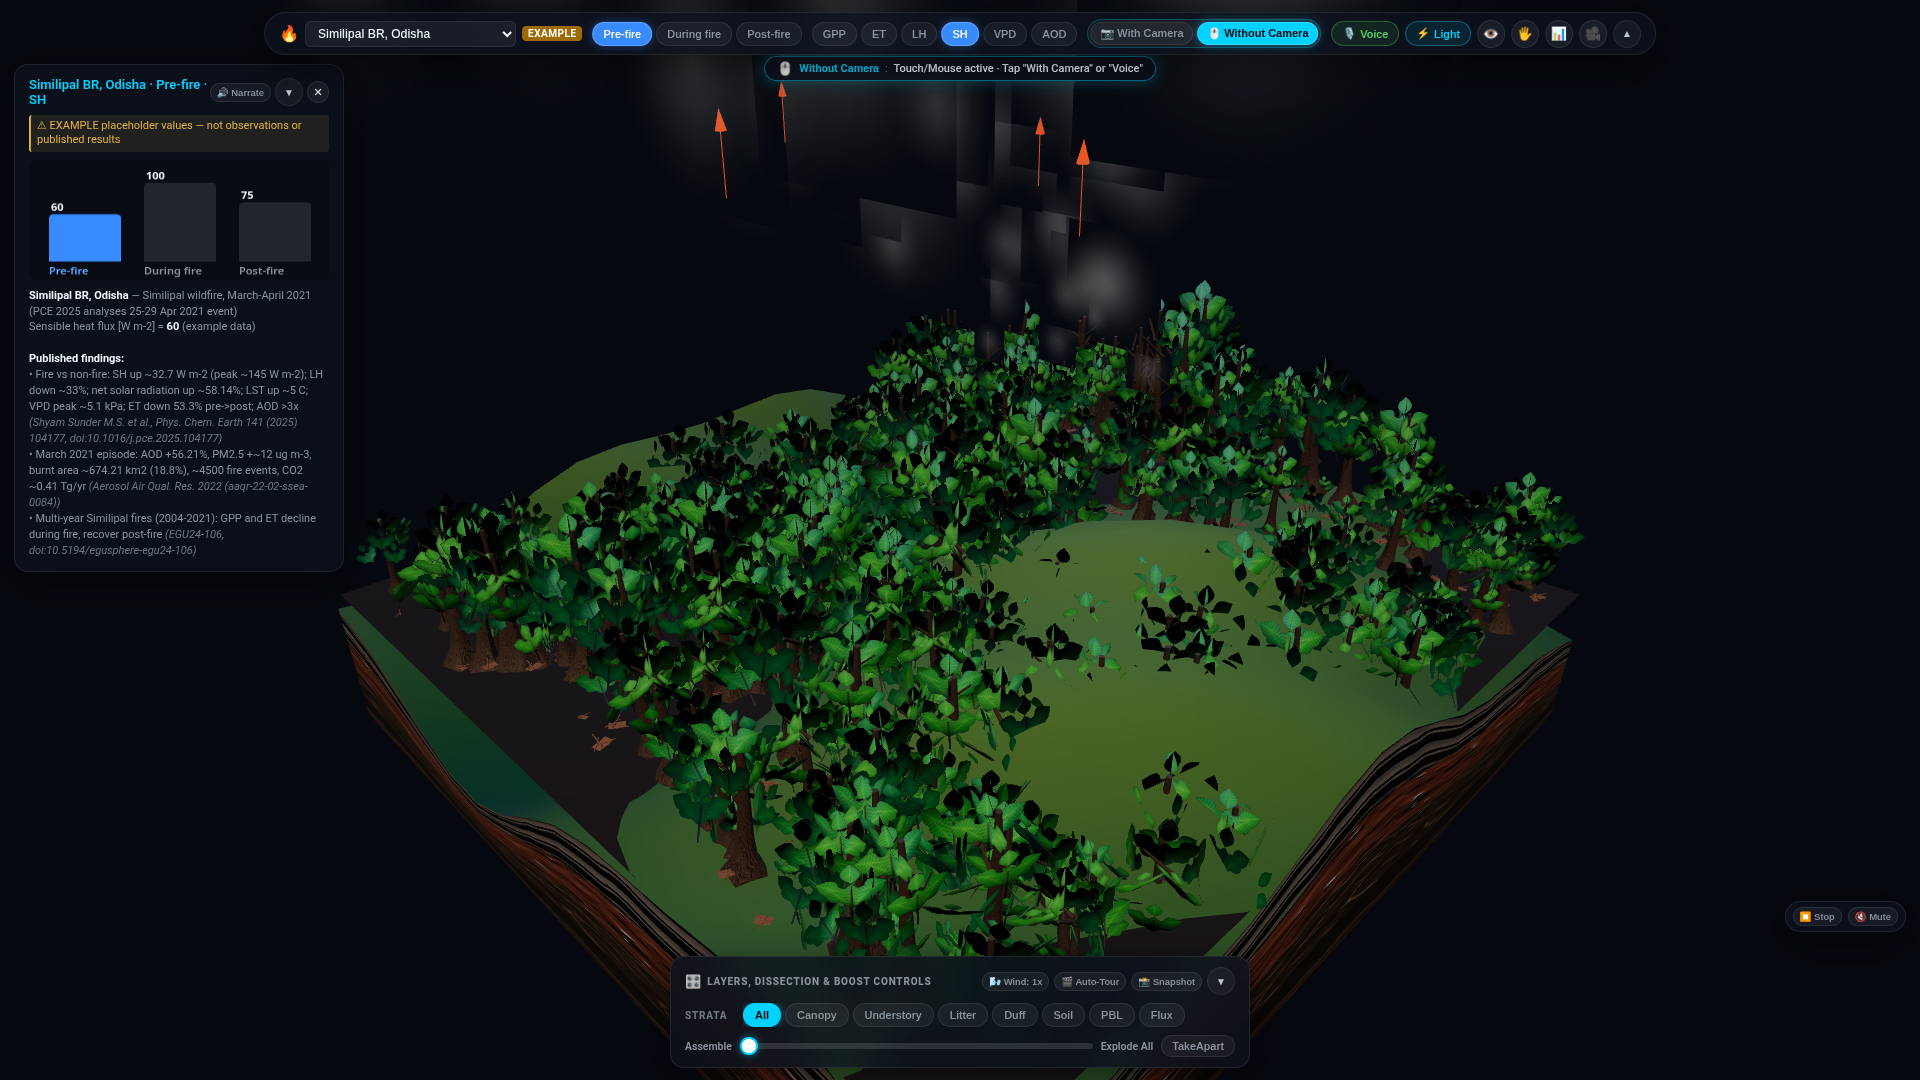 Similipal BR, Odisha
EXAMPLE
Pre-fire
During fire
Post-fire
GPP
ET
LH
SH
VPD
AOD
With Camera
Without Camera
Voice
Light
Without Camera : Touch/Mouse active · Tap "With Camera" or "Voice"
Similipal BR, Odisha · Pre-fire ·
SH
Narrate
⚠ EXAMPLE placeholder values — not observations or
published results
60
100
75
Pre-fire
During fire
Post-fire
Similipal BR, Odisha — Similipal wildfire, March-April 2021
(PCE 2025 analyses 25-29 Apr 2021 event)
Sensible heat flux [W m-2] = 60 (example data)
Published findings:
• Fire vs non-fire: SH up ~32.7 W m-2 (peak ~145 W m-2); LH
down ~33%; net solar radiation up ~58.14%; LST up ~5 C;
VPD peak ~5.1 kPa; ET down 53.3% pre->post; AOD >3x
(Shyam Sunder M.S. et al., Phys. Chem. Earth 141 (2025)
104177, doi:10.1016/j.pce.2025.104177)
• March 2021 episode: AOD +56.21%, PM2.5 +~12 ug m-3,
burnt area ~674.21 km2 (18.8%), ~4500 fire events, CO2
~0.41 Tg/yr (Aerosol Air Qual. Res. 2022 (aaqr-22-02-ssea-
0084))
• Multi-year Similipal fires (2004-2021): GPP and ET decline
during fire, recover post-fire (EGU24-106,
doi:10.5194/egusphere-egu24-106)
Stop
Mute
LAYERS, DISSECTION & BOOST CONTROLS
Wind: 1x
Auto-Tour
Snapshot
STRATA
All
Canopy
Understory
Litter
Duff
Soil
PBL
Flux
Assemble
Explode All
TakeApart